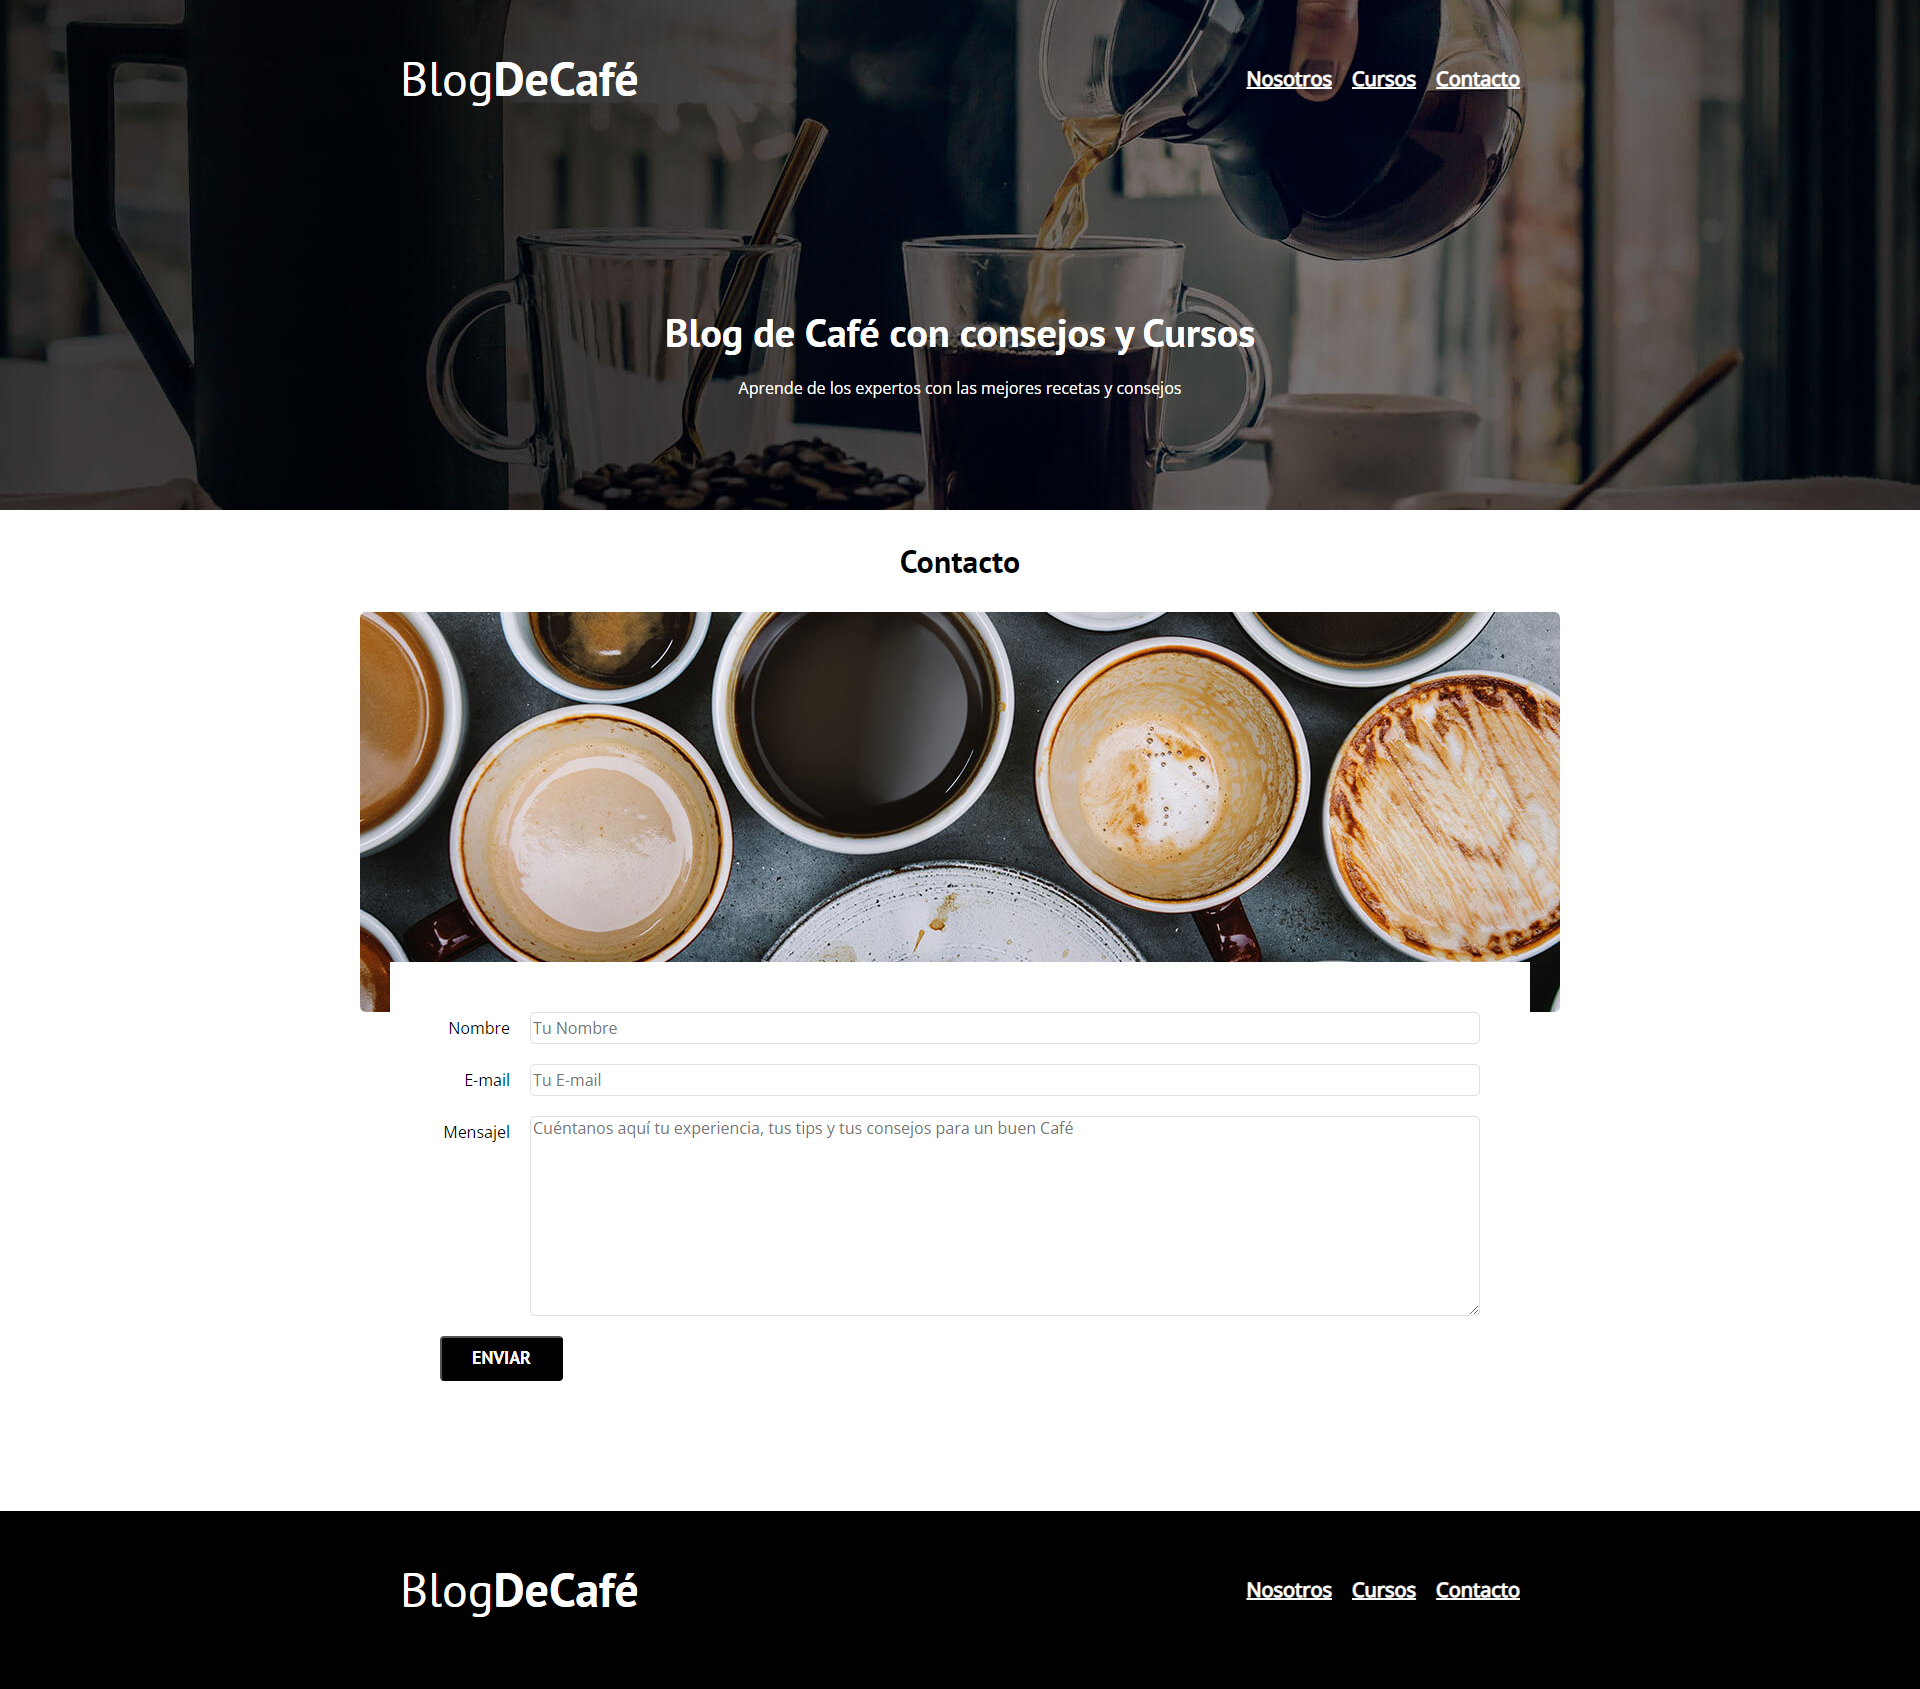 BlogDeCafé
Nosotros Cursos Contacto
Blog de Café con consejos y Cursos
Aprende de los expertos con las mejores recetas y consejos
Contacto
Nombre Tu Nombre
E-mail Tu E-mail
Mensajel Cuéntanos aquí tu experiencia, tus tips y tus consejos para un buen Café
ENVIAR
BlogDeCafé
Nosotros Cursos Contacto